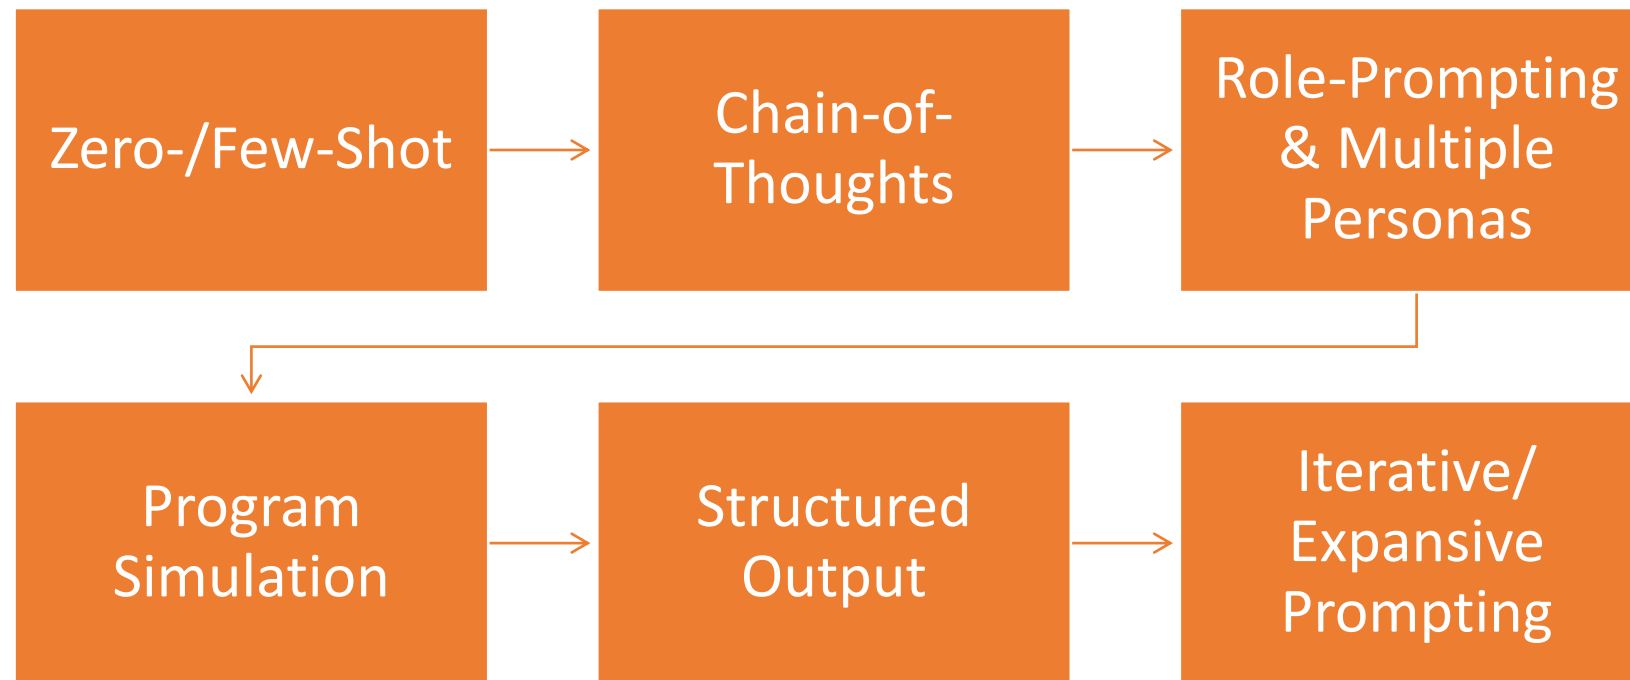 Zero-/Few-Shot
Chain-of-
Thoughts
Role-Prompting
& Multiple
Personas
Program
Simulation
Structured
Output
Iterative/
Expansive
Prompting